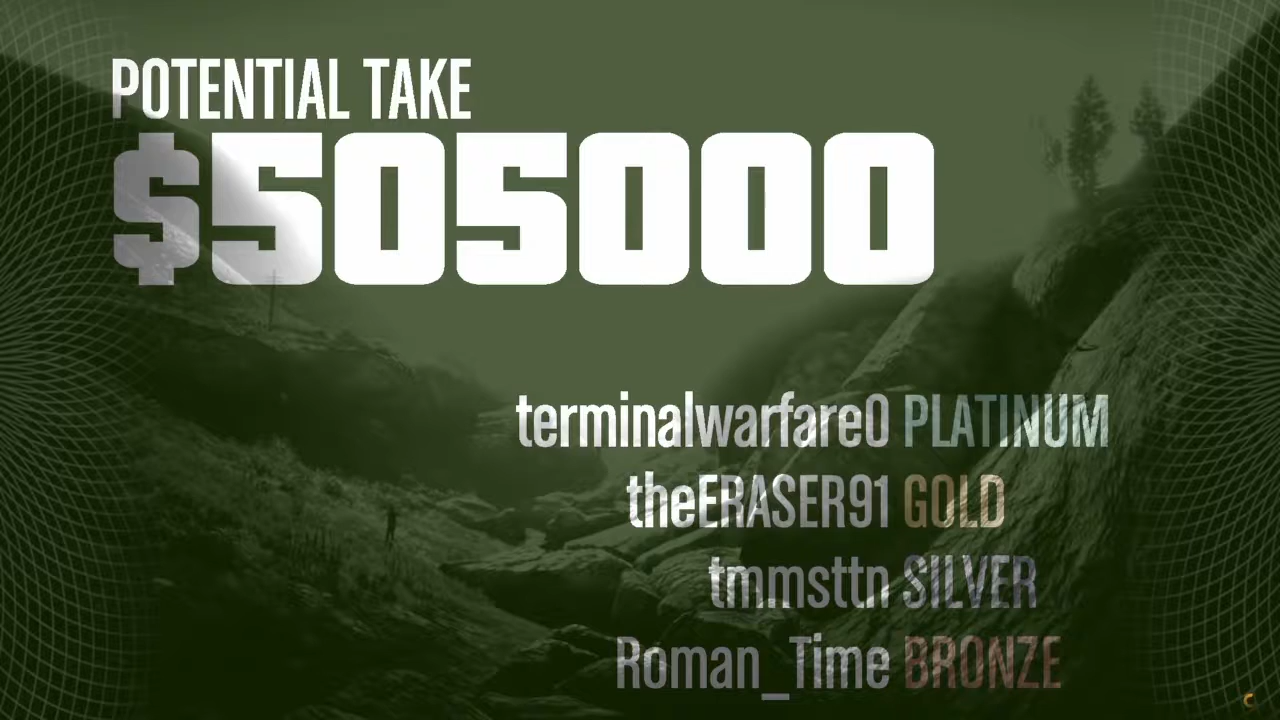 POTENTIAL TAKE
$505000
terminalwarfare0 PLATINUM
theERASER91 GOLD
tmmsttn SILVER
Roman_Time BRONZE